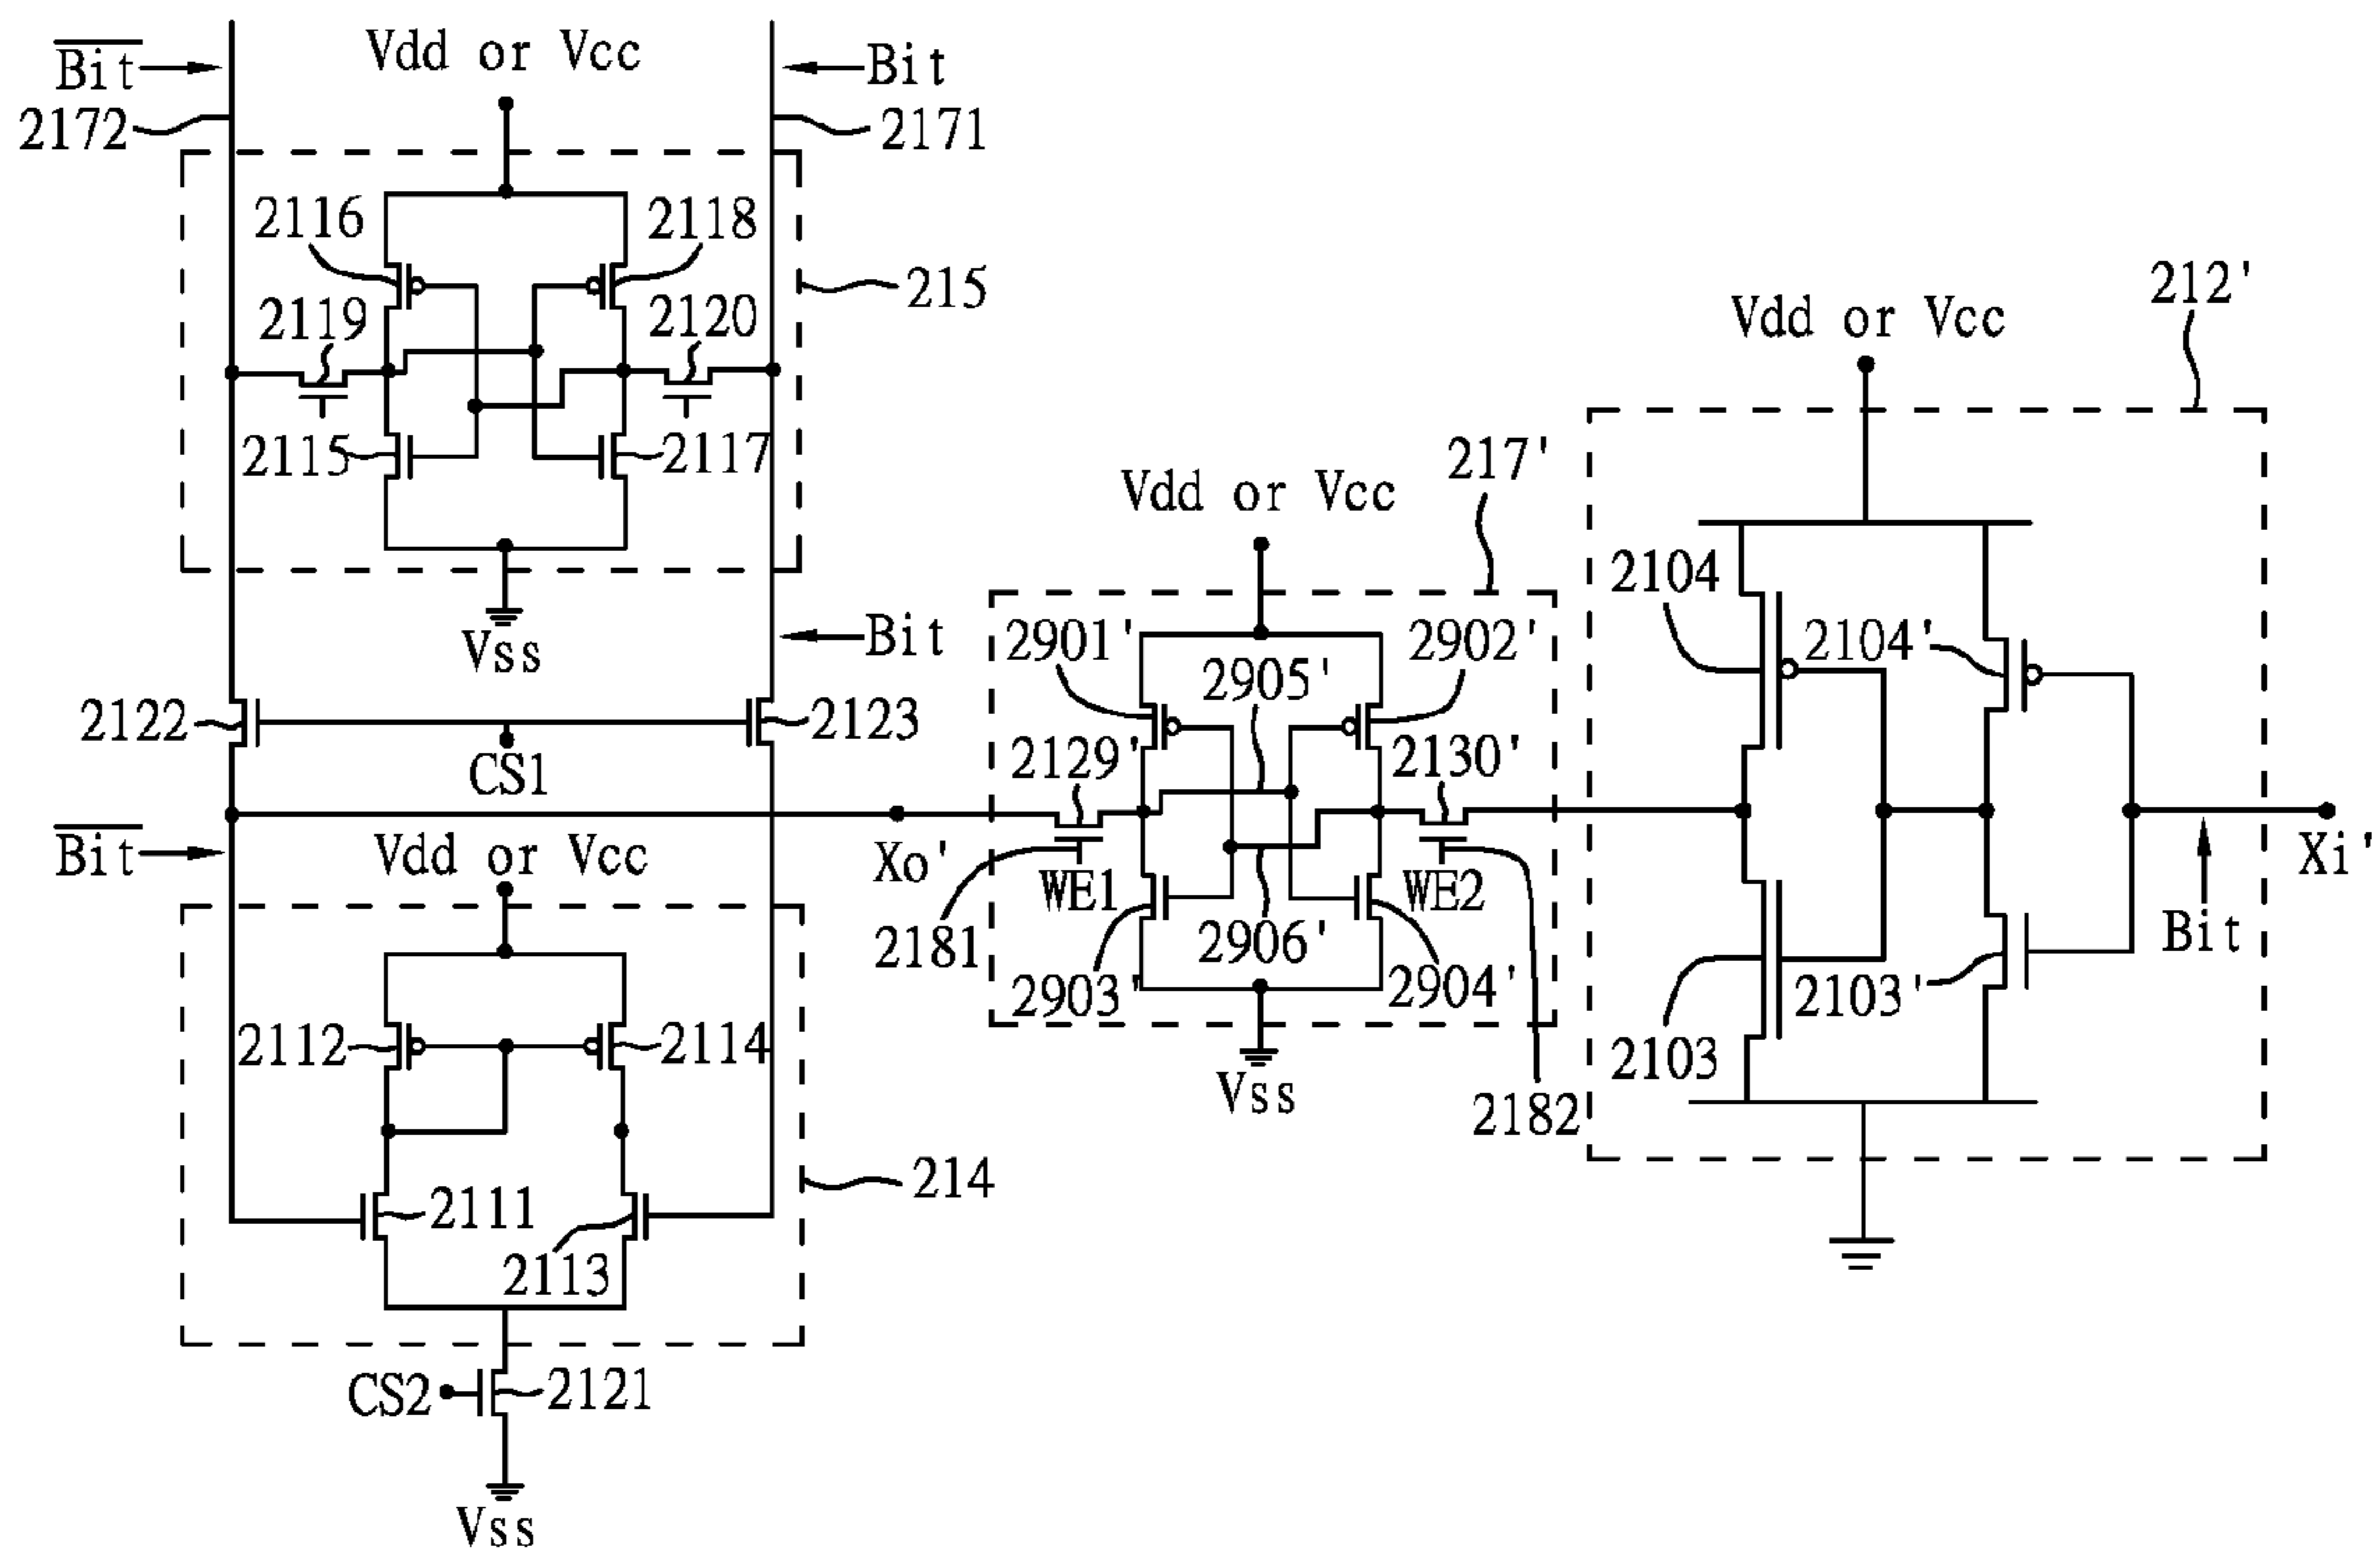 Bit
Vdd or Vcc
Bit
2172
2171
2116
2118
2119
2120
215
2115
2117
Vss
Bit
2122
2123
CS1
Bit
Vdd or Vcc
2112
2114
2111
2113
214
CS2
2121
Vss
Xo'
Vdd or Vcc
217'
2901'
2902'
2905'
2129'
2130'
WE1
WE2
2181
2906'
2903'
2904'
Vss
2182
212'
Vdd or Vcc
2104
2104'
2103'
2103
Bit
Xi'